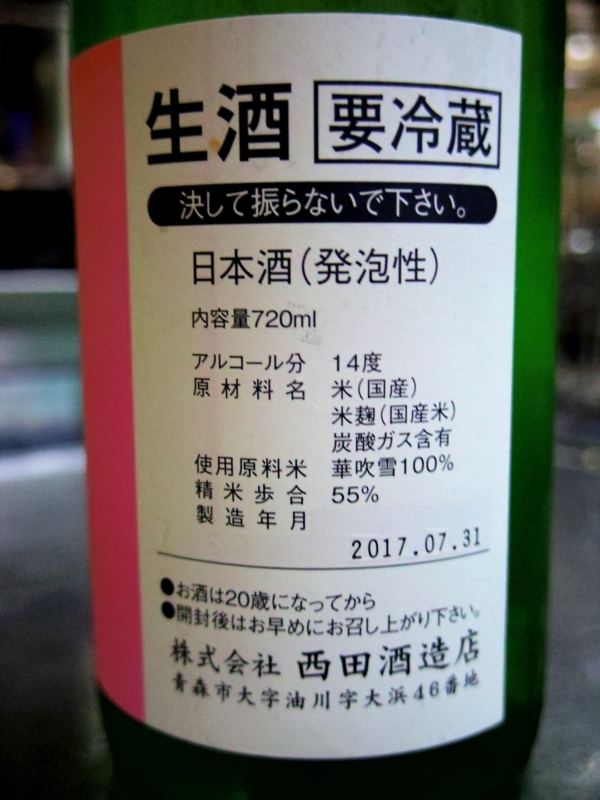 生酒 要冷蔵
決して振らないで下さい。
日本酒（発泡性）
内容量720ml
アルコール分 14度
原材料名 米（国産）
米麹（国産米）
炭酸ガス含有
使用原料米 華吹雪100%
精米歩合 55%
製造年月
2017.07.31
●お酒は20歳になってから
●開封後はお早めにお召し上がり下さい。
株式会社 西田酒造店
青森市大字油川字大浜46番地